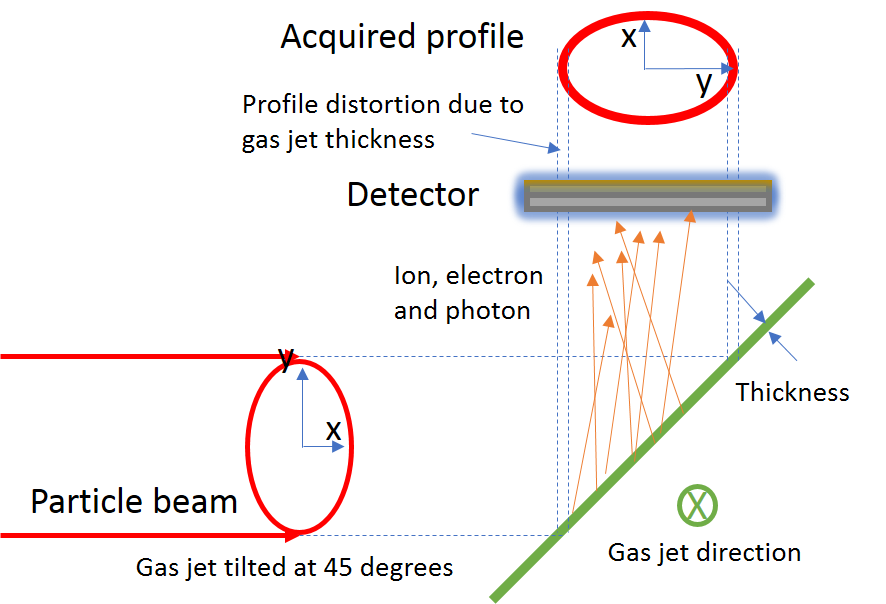 Acquired profile
x
y
Profile distortion due to
gas jet thickness
Detector
Ion, electron
and photon
y
x
Thickness
Particle beam
X
Gas jet direction
Gas jet tilted at 45 degrees